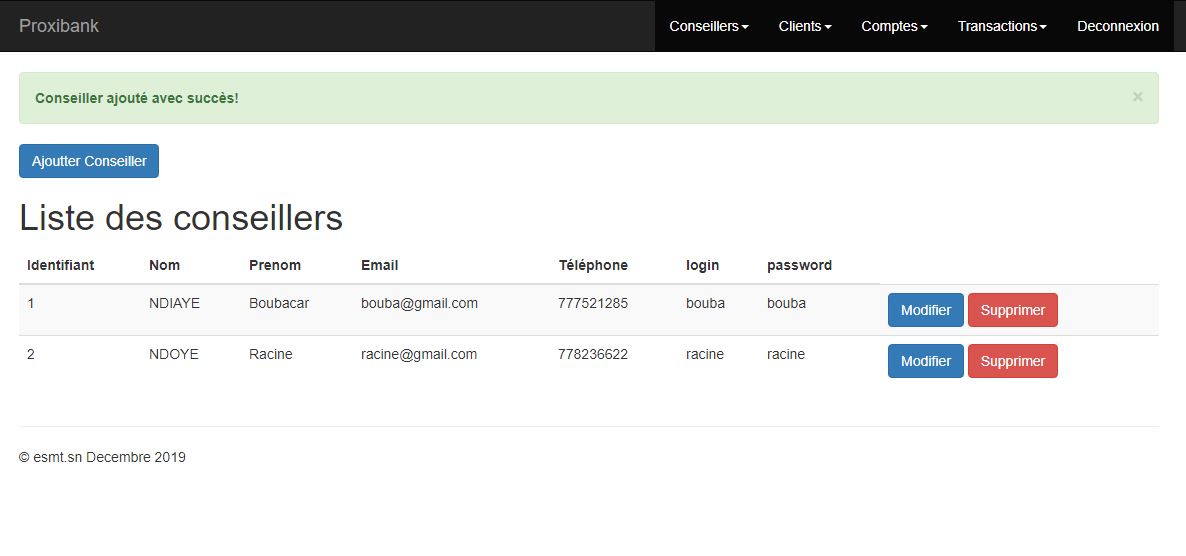 Proxibank Conseillers Clients Comptes Transactions Deconnexion
Conseiller ajouté avec succès! ×
Ajoutter Conseiller
Liste des conseillers
Identifiant Nom Prenom Email Téléphone login password
1 NDIAYE Boubacar bouba@gmail.com 777521285 bouba bouba Modifier Supprimer
2 NDOYE Racine racine@gmail.com 778236622 racine racine Modifier Supprimer
© esmt.sn Decembre 2019